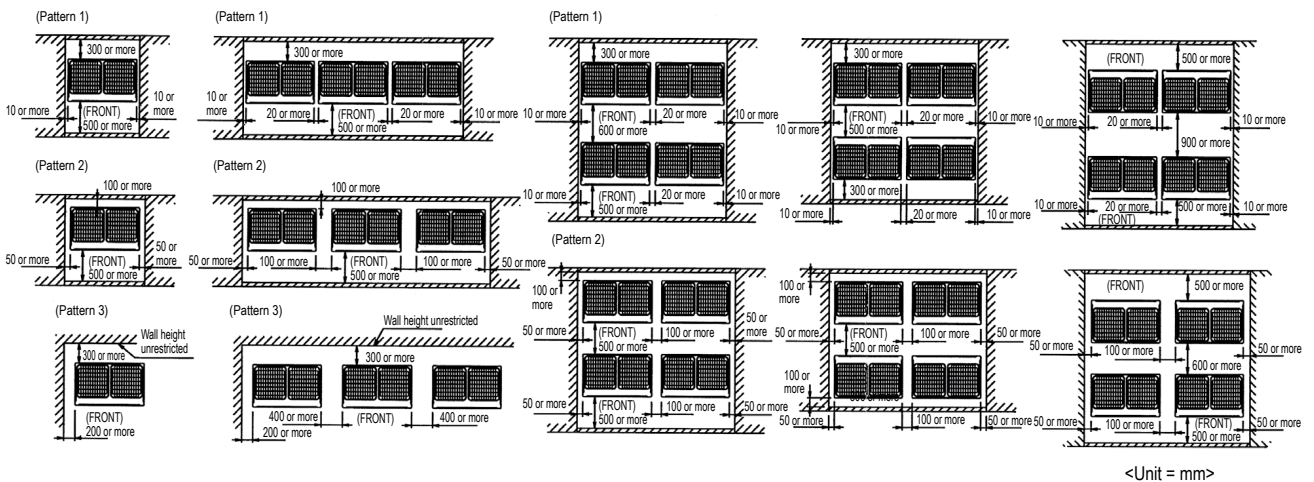 (Pattern 1)
300 or more
10 or more
10 or more
(FRONT)
500 or more
(Pattern 1)
300 or more
10 or more
20 or more
(FRONT)
500 or more
20 or more
10 or more
(Pattern 1)
300 or more
10 or more
(FRONT)
600 or more
20 or more
10 or more
10 or more
(FRONT)
500 or more
20 or more
10 or more
300 or more
10 or more
(FRONT)
500 or more
20 or more
10 or more
300 or more
10 or more
20 or more
10 or more
(FRONT)
500 or more
10 or more
20 or more
10 or more
900 or more
10 or more
20 or more
(FRONT)
500 or more
10 or more
(Pattern 2)
100 or more
50 or more
(FRONT)
500 or more
50 or more
(Pattern 2)
100 or more
50 or more
100 or more
(FRONT)
500 or more
100 or more
50 or more
(Pattern 2)
100 or more
50 or more
(FRONT)
500 or more
100 or more
50 or more
50 or more
(FRONT)
500 or more
100 or more
50 or more
100 or more
50 or more
(FRONT)
500 or more
100 or more
50 or more
100 or more
300 or more
50 or more
100 or more
50 or more
(FRONT)
500 or more
50 or more
100 or more
50 or more
600 or more
50 or more
100 or more
(FRONT)
500 or more
50 or more
(Pattern 3)
Wall height
unrestricted
300 or more
(FRONT)
200 or more
(Pattern 3)
Wall height unrestricted
300 or more
400 or more
(FRONT)
400 or more
200 or more
<Unit = mm>